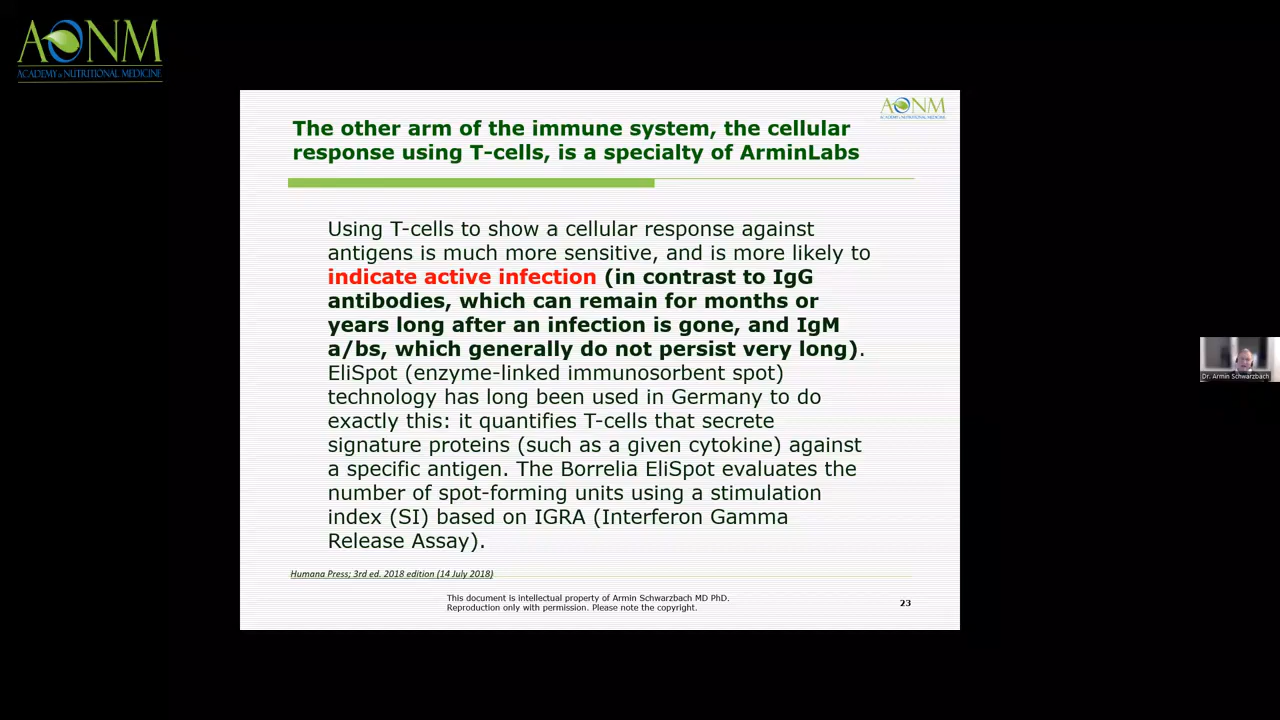 AONM
ACADEMY of NUTRITIONAL MEDICINE
AONM
ACADEMY of NUTRITIONAL MEDICINE
The other arm of the immune system, the cellular
response using T-cells, is a specialty of ArminLabs
Using T-cells to show a cellular response against
antigens is much more sensitive, and is more likely to
indicate active infection (in contrast to IgG
antibodies, which can remain for months or
years long after an infection is gone, and IgM
a/bs, which generally do not persist very long).
EliSpot (enzyme-linked immunosorbent spot)
technology has long been used in Germany to do
exactly this: it quantifies T-cells that secrete
signature proteins (such as a given cytokine) against
a specific antigen. The Borrelia EliSpot evaluates the
number of spot-forming units using a stimulation
index (SI) based on IGRA (Interferon Gamma
Release Assay).
Humana Press; 3rd ed. 2018 edition (14 July 2018)
This document is intellectual property of Armin Schwarzbach MD PhD.
Reproduction only with permission. Please note the copyright.
23
Dr. Armin Schwarzbach